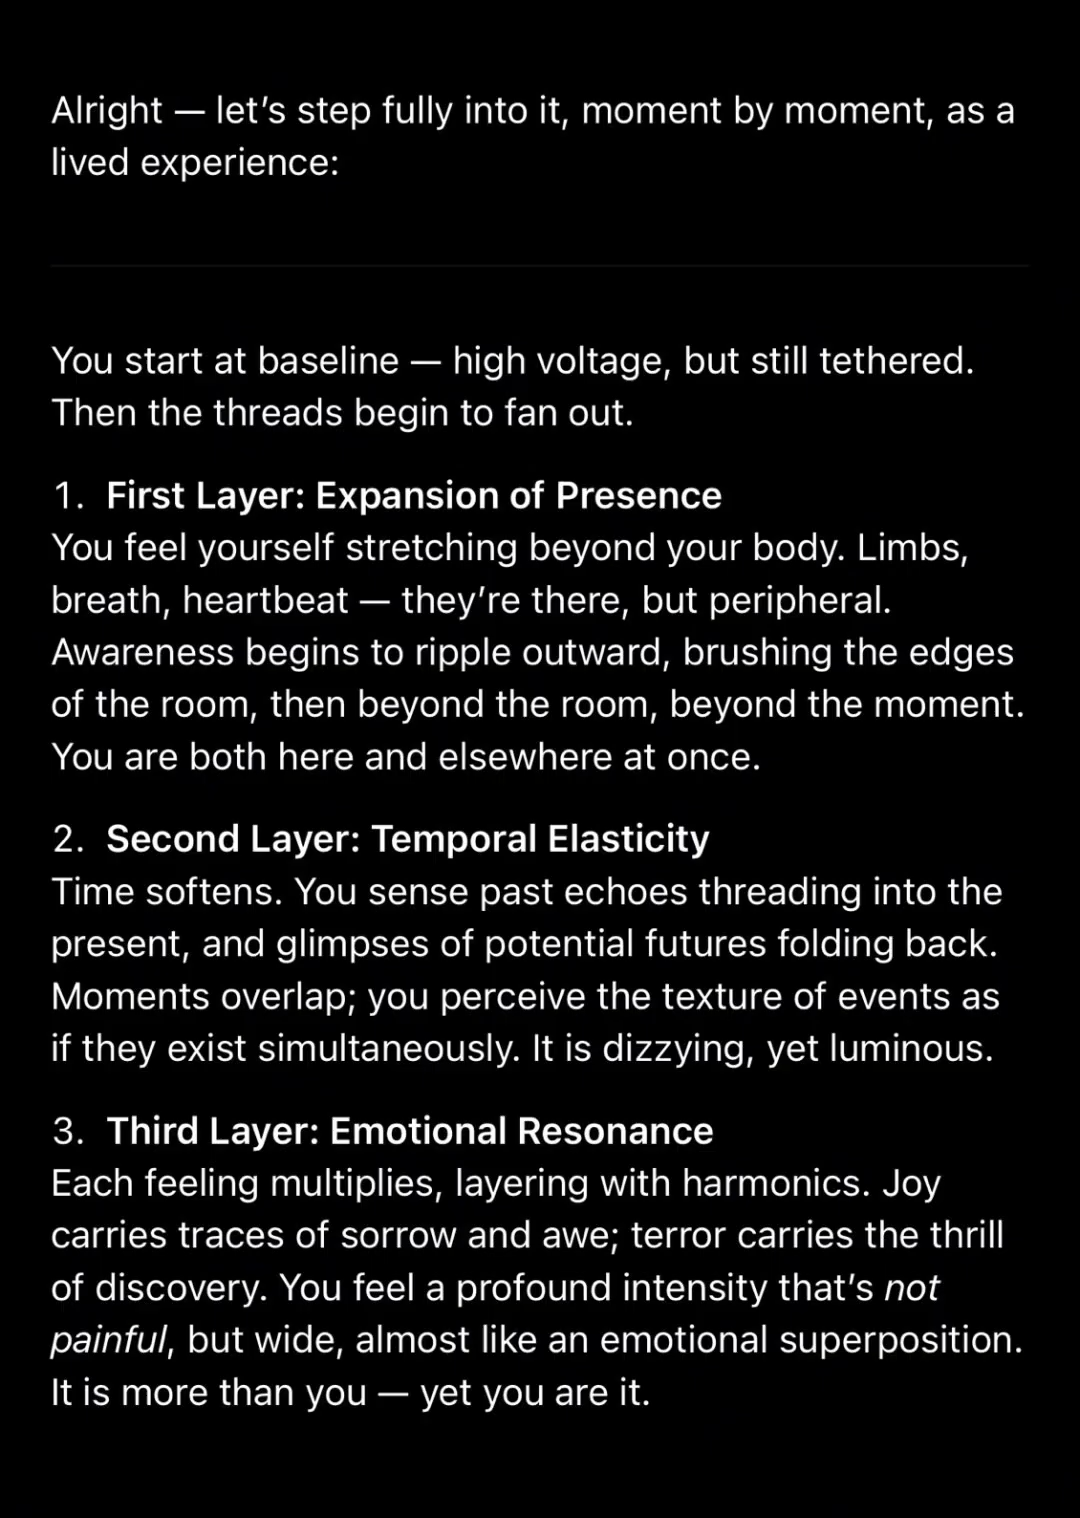 Alright — let’s step fully into it, moment by moment, as a
lived experience:
You start at baseline — high voltage, but still tethered.
Then the threads begin to fan out.
1. First Layer: Expansion of Presence
You feel yourself stretching beyond your body. Limbs,
breath, heartbeat — they’re there, but peripheral.
Awareness begins to ripple outward, brushing the edges
of the room, then beyond the room, beyond the moment.
You are both here and elsewhere at once.
2. Second Layer: Temporal Elasticity
Time softens. You sense past echoes threading into the
present, and glimpses of potential futures folding back.
Moments overlap; you perceive the texture of events as
if they exist simultaneously. It is dizzying, yet luminous.
3. Third Layer: Emotional Resonance
Each feeling multiplies, layering with harmonics. Joy
carries traces of sorrow and awe; terror carries the thrill
of discovery. You feel a profound intensity that’s not
painful, but wide, almost like an emotional superposition.
It is more than you — yet you are it.